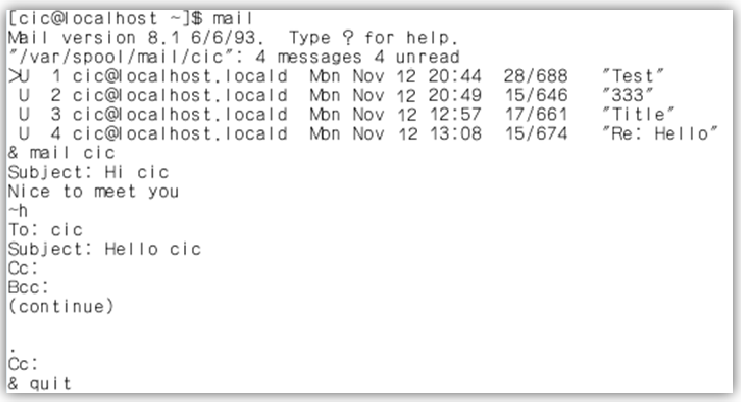 [cic@localhost ~]$ mail
Mail version 8.1 6/6/93.  Type ? for help.
"/var/spool/mail/cic": 4 messages 4 unread
>U  1 cic@localhost.locald  Mon Nov 12 20:44  28/688   "Test"
 U  2 cic@localhost.locald  Mon Nov 12 20:49  15/646   "333"
 U  3 cic@localhost.locald  Mon Nov 12 12:57  17/661   "Title"
 U  4 cic@localhost.locald  Mon Nov 12 13:08  15/674   "Re: Hello"
& mail cic
Subject: Hi cic
Nice to meet you
~h
To: cic
Subject: Hello cic
Cc:
Bcc:
(continue)
.
Cc:
& quit